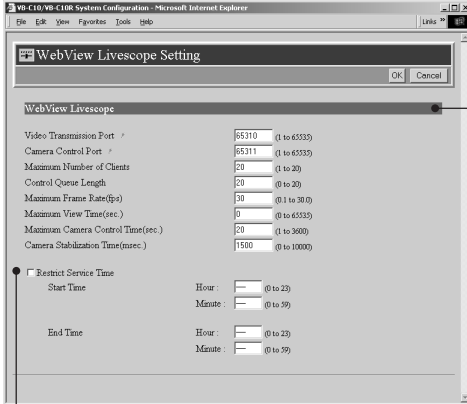 VB-C10/VB-C10R System Configuration - Microsoft Internet Explorer
File Edit View Favorites Tools Help Links »
WebView Livescope Setting
OK Cancel
WebView Livescope
Video Transmission Port 65310 (1 to 65535)
Camera Control Port 65311 (1 to 65535)
Maximum Number of Clients 20 (1 to 20)
Control Queue Length 20 (0 to 20)
Maximum Frame Rate(fps) 30 (0.1 to 30.0)
Maximum View Time(sec.) 0 (0 to 65535)
Maximum Camera Control Time(sec.) 20 (1 to 3600)
Camera Stabilization Time(msec.) 1500 (0 to 10000)
Restrict Service Time
Start Time Hour : — (0 to 23)
Minute : — (0 to 59)
End Time Hour : — (0 to 23)
Minute : — (0 to 59)